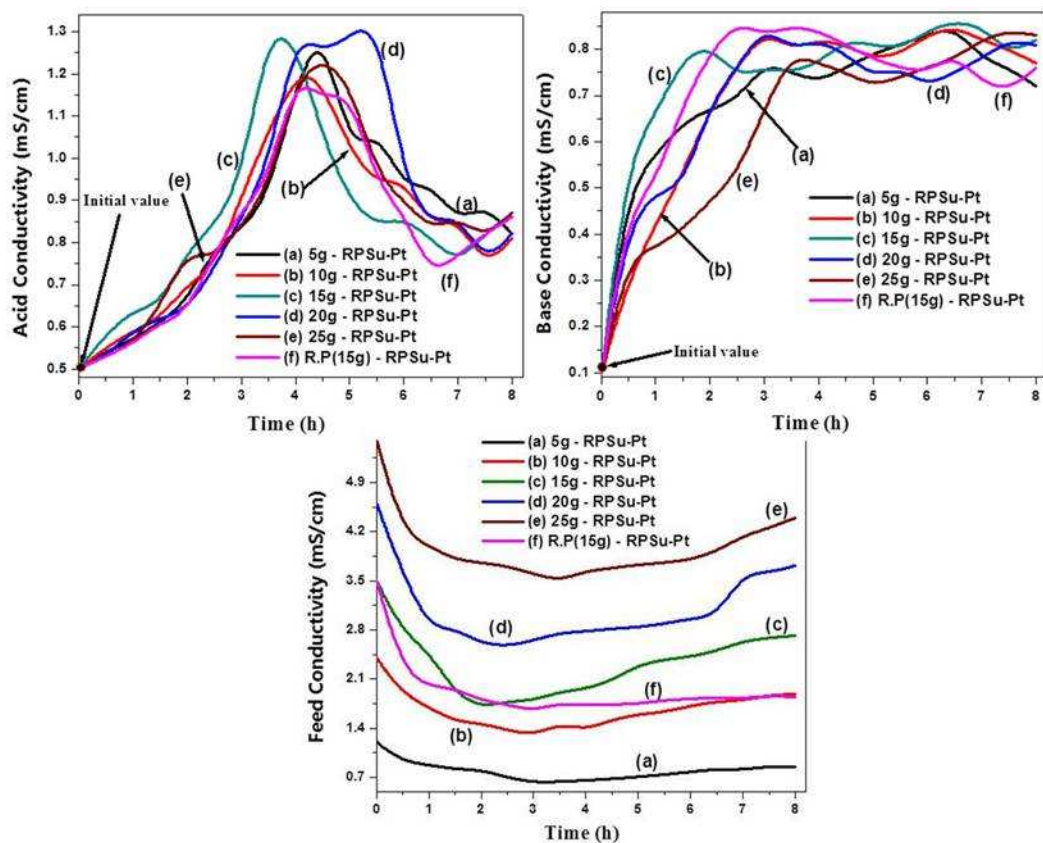 Acid Conductivity (mS/cm)
1.3
1.2
1.1
1.0
0.9
0.8
0.7
0.6
0.5
(d)
(c)
(e)
(b)
(a)
(f)
Initial value
(a) 5g - RPSu-Pt
(b) 10g - RPSu-Pt
(c) 15g - RPSu-Pt
(d) 20g - RPSu-Pt
(e) 25g - RPSu-Pt
(f) R.P(15g) - RPSu-Pt
0 1 2 3 4 5 6 7 8
Time (h)
Base Conductivity (mS/cm)
0.8
0.7
0.6
0.5
0.4
0.3
0.2
0.1
(c)
(d)
(f)
(a)
(e)
(b)
(a) 5g - RPSu-Pt
(b) 10g - RPSu-Pt
(c) 15g - RPSu-Pt
(d) 20g - RPSu-Pt
(e) 25g - RPSu-Pt
(f) R.P(15g) - RPSu-Pt
Initial value
0 1 2 3 4 5 6 7 8
Time (h)
Feed Conductivity (mS/cm)
4.9
4.2
3.5
2.8
2.1
1.4
0.7
(a) 5g - RPSu-Pt
(b) 10g - RPSu-Pt
(c) 15g - RPSu-Pt
(d) 20g - RPSu-Pt
(e) 25g - RPSu-Pt
(f) R.P(15g) - RPSu-Pt
(e)
(d)
(c)
(f)
(b)
(a)
0 1 2 3 4 5 6 7 8
Time (h)